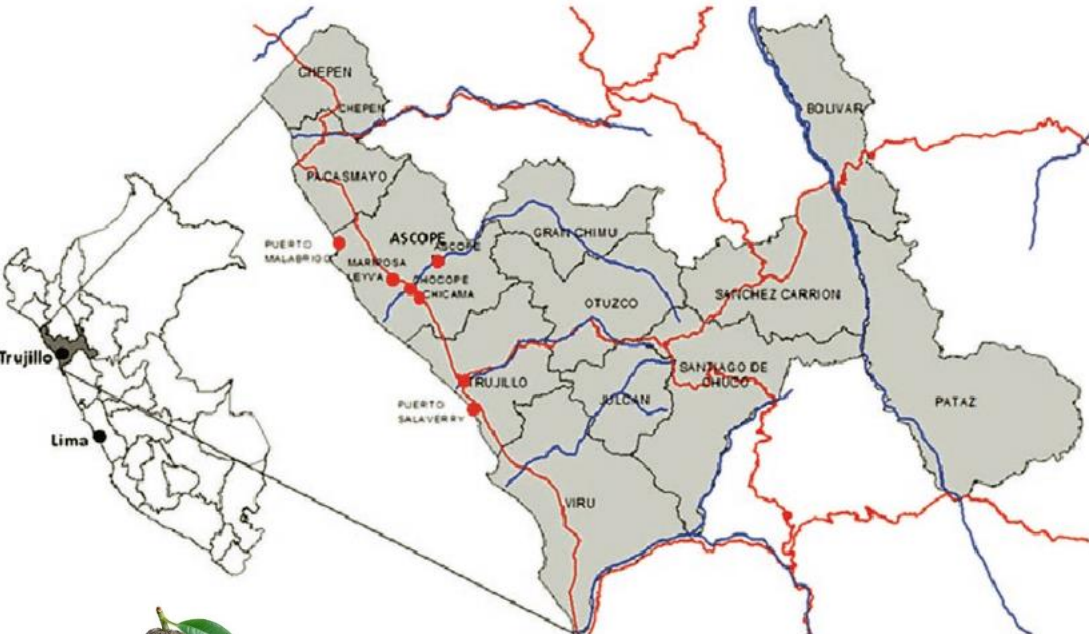 CHEPEN
CHEPEN
BOLIVAR
PACASMAYO
ASCOPE
ASCOPE
GRAN CHIMU
PUERTO
MALABRIGO
MARIPOSA
LEYVA
CHOCOPE
CHICAMA
OTUZCO
SANCHEZ CARRION
Trujillo
TRUJILLO
SANTIAGO DE
CHUCO
JULCAN
PATAZ
PUERTO
SALAVERRY
Lima
VIRU